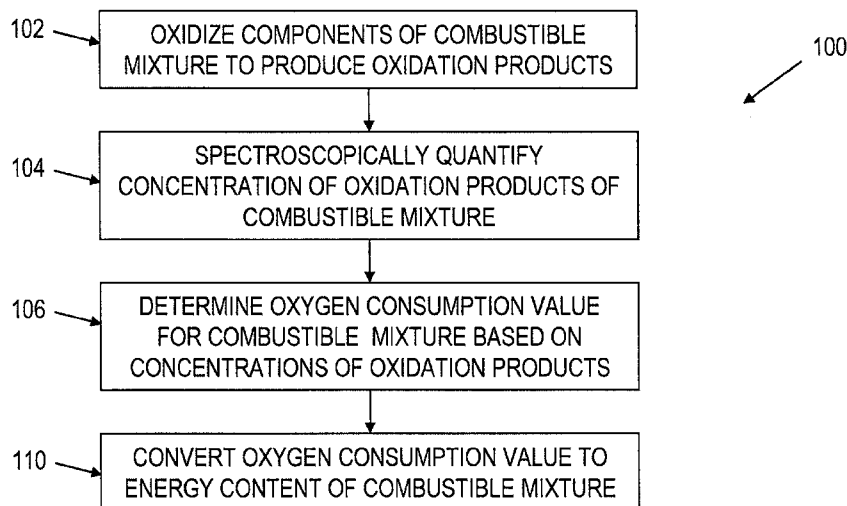 102
OXIDIZE COMPONENTS OF COMBUSTIBLE
MIXTURE TO PRODUCE OXIDATION PRODUCTS
100
104
SPECTROSCOPICALLY QUANTIFY
CONCENTRATION OF OXIDATION PRODUCTS OF
COMBUSTIBLE MIXTURE
106
DETERMINE OXYGEN CONSUMPTION VALUE
FOR COMBUSTIBLE MIXTURE BASED ON
CONCENTRATIONS OF OXIDATION PRODUCTS
110
CONVERT OXYGEN CONSUMPTION VALUE TO
ENERGY CONTENT OF COMBUSTIBLE MIXTURE